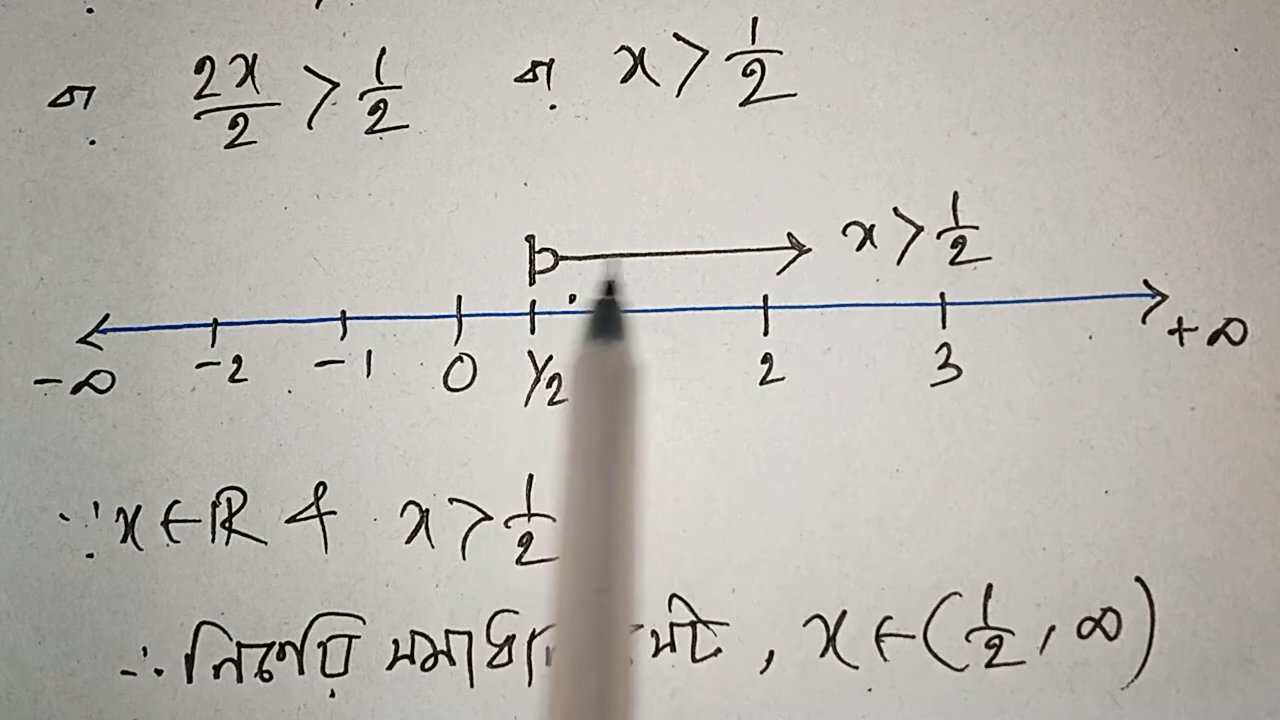 বা, 2x/2 > 1/2 বা, x > 1/2
x > 1/2
-∞ -2 -1 0 1/2 2 3 +∞
∵ x ∈ R & x > 1/2
∴ নির্ণেয় , x ∈ (1/2, ∞)